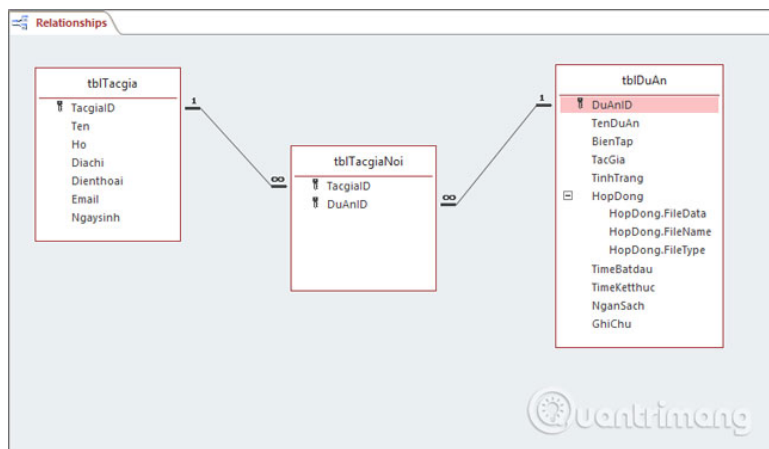 Relationships
tblTacgia
1
TacgiaID
Ten
Ho
Diachi
Dienthoai
Email
Ngaysinh
∞
tblTacgiaNoi
TacgiaID
DuAnID
∞
1
tblDuAn
DuAnID
TenDuAn
BienTap
TacGia
TinhTrang
HopDong
HopDong.FileData
HopDong.FileName
HopDong.FileType
TimeBatdau
TimeKetthuc
NganSach
GhiChu
Quantrimang